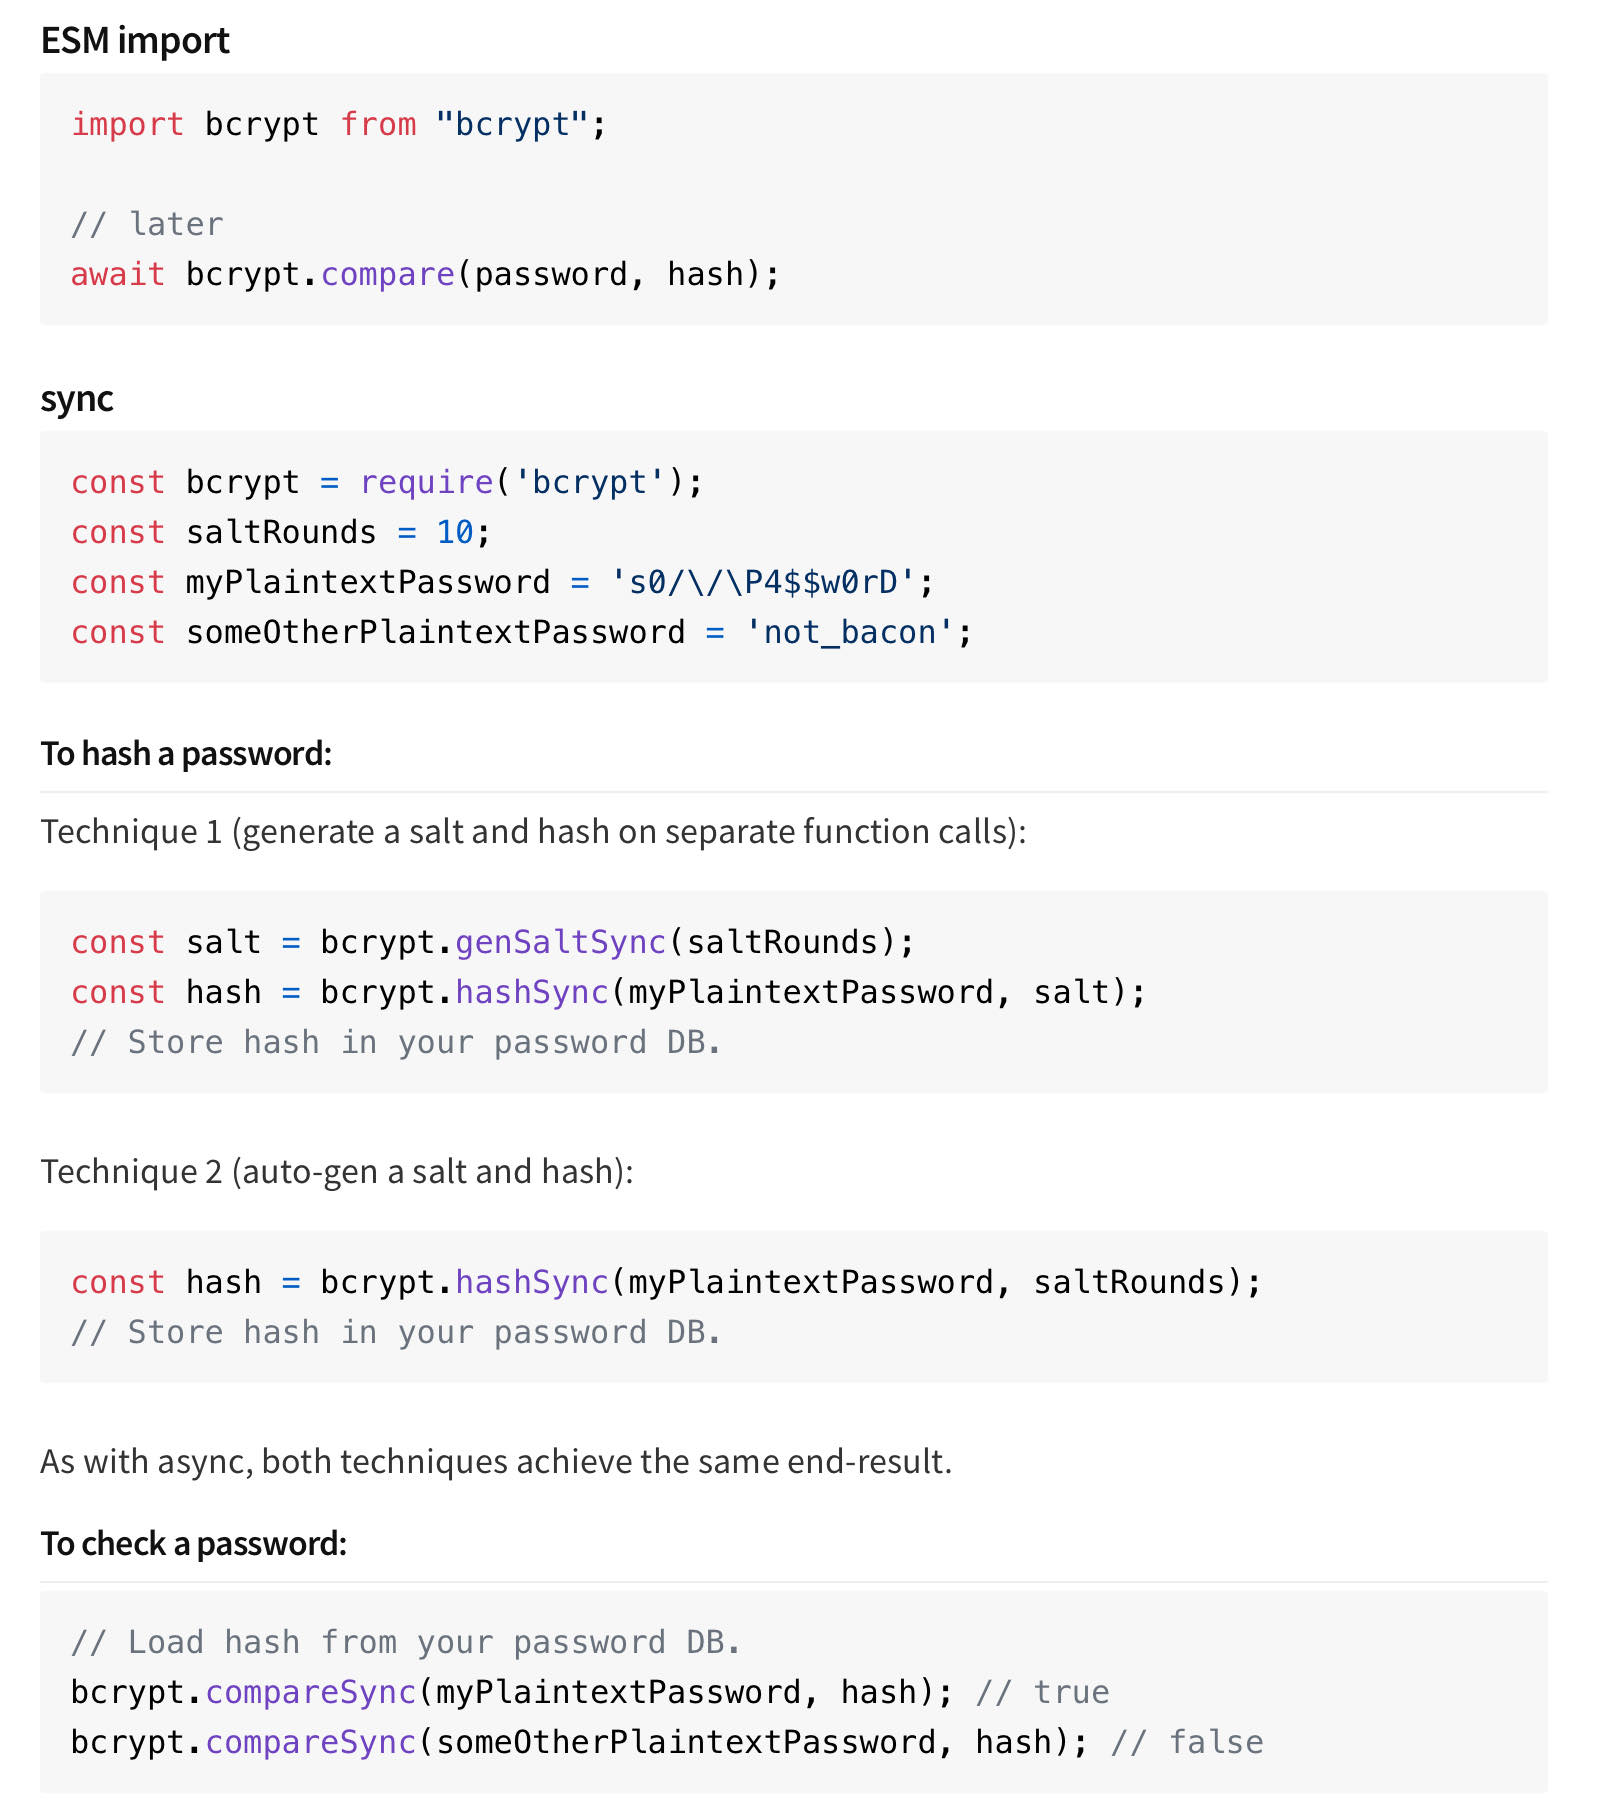 ESM import
import bcrypt from "bcrypt";
// later
await bcrypt.compare(password, hash);
sync
const bcrypt = require('bcrypt');
const saltRounds = 10;
const myPlaintextPassword = 's0/\/\P4$$w0rD';
const someOtherPlaintextPassword = 'not_bacon';
To hash a password:
Technique 1 (generate a salt and hash on separate function calls):
const salt = bcrypt.genSaltSync(saltRounds);
const hash = bcrypt.hashSync(myPlaintextPassword, salt);
// Store hash in your password DB.
Technique 2 (auto-gen a salt and hash):
const hash = bcrypt.hashSync(myPlaintextPassword, saltRounds);
// Store hash in your password DB.
As with async, both techniques achieve the same end-result.
To check a password:
// Load hash from your password DB.
bcrypt.compareSync(myPlaintextPassword, hash); // true
bcrypt.compareSync(someOtherPlaintextPassword, hash); // false